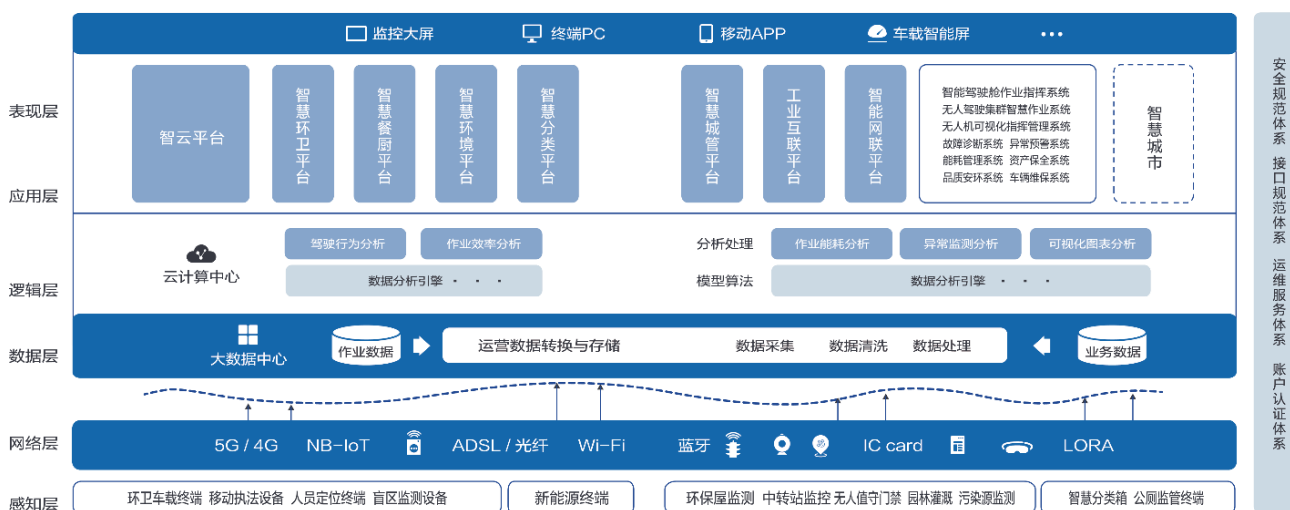 监控大屏 终端PC 移动APP 车载智能屏 •••
表现层
应用层
智云平台
智慧环卫平台
智慧餐厨平台
智慧环境平台
智慧分类平台
智慧城管平台
工业互联平台
智能网联平台
智能驾驶舱作业指挥系统
无人驾驶集群智慧作业系统
无人机可视化指挥管理系统
故障诊断系统 异常预警系统
能耗管理系统 资产保全系统
品质安环系统 车辆维保系统
智慧城市
逻辑层
云计算中心
驾驶行为分析 作业效率分析
数据分析引擎 · · ·
分析处理 作业能耗分析 异常监测分析 可视化图表分析
模型算法 数据分析引擎 · · ·
数据层
大数据中心 作业数据 运营数据转换与存储 数据采集 数据清洗 数据处理 业务数据
网络层
5G / 4G NB-IoT ADSL / 光纤 Wi-Fi 蓝牙 IC card LORA
感知层
环卫车载终端 移动执法设备 人员定位终端 盲区监测设备
新能源终端
环保屋监测 中转站监控 无人值守门禁 园林灌溉 污染源监测
智慧分类箱 公厕监管终端
安全规范体系 接口规范体系 运维服务体系 账户认证体系